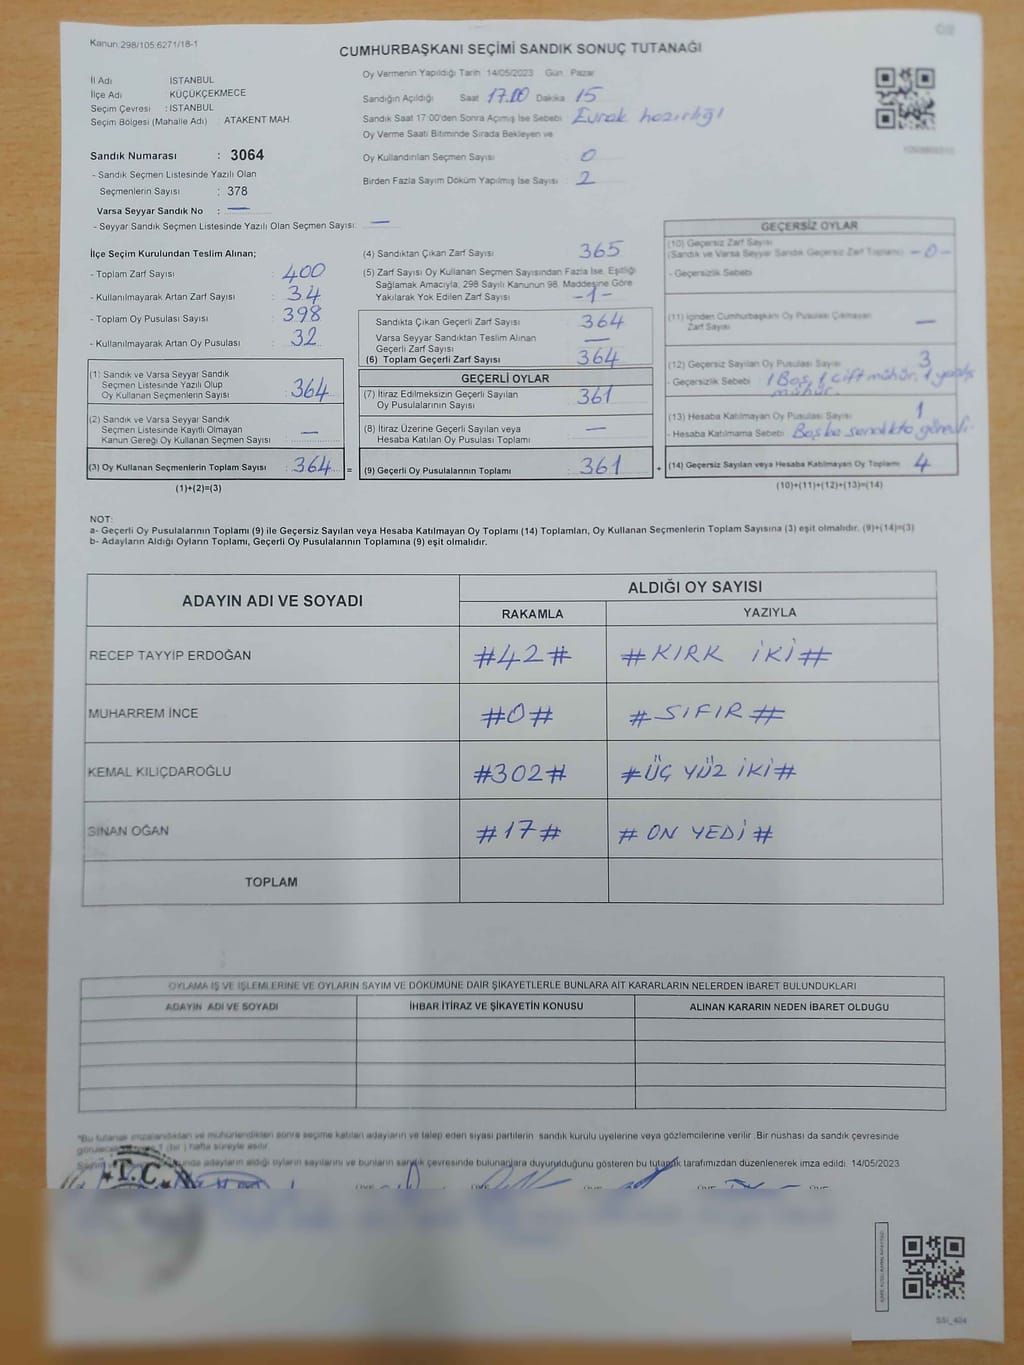 Kanun:298/105;6271/18-1
CUMHURBAŞKANI SEÇİMİ SANDIK SONUÇ TUTANAĞI
İl Adı İSTANBUL
İlçe Adı KÜÇÜKÇEKMECE
Seçim Çevresi : İSTANBUL
Seçim Bölgesi (Mahalle Adı) ATAKENT MAH.
Sandık Numarası : 3064
- Sandık Seçmen Listesinde Yazılı Olan
Seçmenlerin Sayısı : 378
Varsa Seyyar Sandık No : —
- Seyyar Sandık Seçmen Listesinde Yazılı Olan Seçmen Sayısı: —
Oy Vermenin Yapıldığı Tarih 14/05/2023 Gün Pazar
Sandığın Açıldığı Saat 17.00 Dakika 15
Sandık Saat 17:00'den Sonra Açımış İse Sebebi Evrak hazırlığı
Oy Verme Saati Bitiminde Sırada Bekleyen ve
Oy Kullandırılan Seçmen Sayısı 0
Birden Fazla Sayım Döküm Yapılmış İse Sayısı 2
İlçe Seçim Kurulundan Teslim Alınan;
- Toplam Zarf Sayısı : 400
- Kullanılmayarak Artan Zarf Sayısı : 34
- Toplam Oy Pusulası Sayısı : 398
- Kullanılmayarak Artan Oy Pusulası : 32
(1) Sandık ve Varsa Seyyar Sandık
Seçmen Listesinde Yazılı Olup
Oy Kullanan Seçmenlerin Sayısı : 364
(2) Sandık ve Varsa Seyyar Sandık
Seçmen Listesinde Kayıtlı Olmayan
Kanun Gereği Oy Kullanan Seçmen Sayısı : —
(3) Oy Kullanan Seçmenlerin Toplam Sayısı : 364 =
(1)+(2)=(3)
(4) Sandıktan Çıkan Zarf Sayısı 365
(5) Zarf Sayısı Oy Kullanan Seçmen Sayısından Fazla İse, Eşitliği
Sağlamak Amacıyla, 298 Sayılı Kanunun 98. Maddesine Göre
Yakılarak Yok Edilen Zarf Sayısı -1-
Sandıkta Çıkan Geçerli Zarf Sayısı : 364
Varsa Seyyar Sandıktan Teslim Alınan
Geçerli Zarf Sayısı —
(6) Toplam Geçerli Zarf Sayısı : 364
GEÇERLİ OYLAR
(7) İtiraz Edilmeksizin Geçerli Sayılan
Oy Pusulalarının Sayısı : 361
(8) İtiraz Üzerine Geçerli Sayılan veya
Hesaba Katılan Oy Pusulası Toplamı : —
(9) Geçerli Oy Pusulalarının Toplamı : 361 +
GEÇERSİZ OYLAR
(10) Geçersiz Zarf Sayısı
(Sandık ve Varsa Seyyar Sandık Geçersiz Zarf Toplamı) -0-
- Geçersizlik Sebebi
(11) İçinden Cumhurbaşkanı Oy Pusulası Çıkmayan
Zarf Sayısı —
(12) Geçersiz Sayılan Oy Pusulası Sayısı 3
- Geçersizlik Sebebi : 1 Boş, 1 çift mühür, 1 yanlış
mühür.
(13) Hesaba Katılmayan Oy Pusulası Sayısı 1
- Hesaba Katılmama Sebebi Başka sandıkta görevli.
(14) Geçersiz Sayılan veya Hesaba Katılmayan Oy Toplamı 4
(10)+(11)+(12)+(13)=(14)
NOT:
a- Geçerli Oy Pusulalarının Toplamı (9) ile Geçersiz Sayılan veya Hesaba Katılmayan Oy Toplamı (14) Toplamları, Oy Kullanan Seçmenlerin Toplam Sayısına (3) eşit olmalıdır. (9)+(14)=(3)
b- Adayların Aldığı Oyların Toplamı, Geçerli Oy Pusulalarının Toplamına (9) eşit olmalıdır.
ADAYIN ADI VE SOYADI ALDIĞI OY SAYISI
RAKAMLA YAZIYLA
RECEP TAYYİP ERDOĞAN #42# #KIRK İKİ#
MUHARREM İNCE #0# #SIFIR#
KEMAL KILIÇDAROĞLU #302# #ÜÇ YÜZ İKİ#
SİNAN OĞAN #17# #ON YEDİ#
TOPLAM
OYLAMA İŞ VE İŞLEMLERİNE VE OYLARIN SAYIM VE DÖKÜMÜNE DAİR ŞİKAYETLERLE BUNLARA AİT KARARLARIN NELERDEN İBARET BULUNDUKLARI
ADAYIN ADI VE SOYADI İHBAR İTİRAZ VE ŞİKAYETİN KONUSU ALINAN KARARIN NEDEN İBARET OLDUĞU
"Bu tutanak imzalandıktan ve mühürlendikten sonra seçime katılan adayların ve talep eden siyasi partilerin sandık kurulu üyelerine veya gözlemcilerine verilir. Bir nushası da sandık çevresinde
1 (bir) hafta süreyle asılır.
adayların aldığı oyların sayılarını ve bunların sandık çevresinde bulunanlara duyurulduğunu gösteren bu tutanak tarafımızdan düzenlenerek imza edildi. 14/05/2023
T.C.